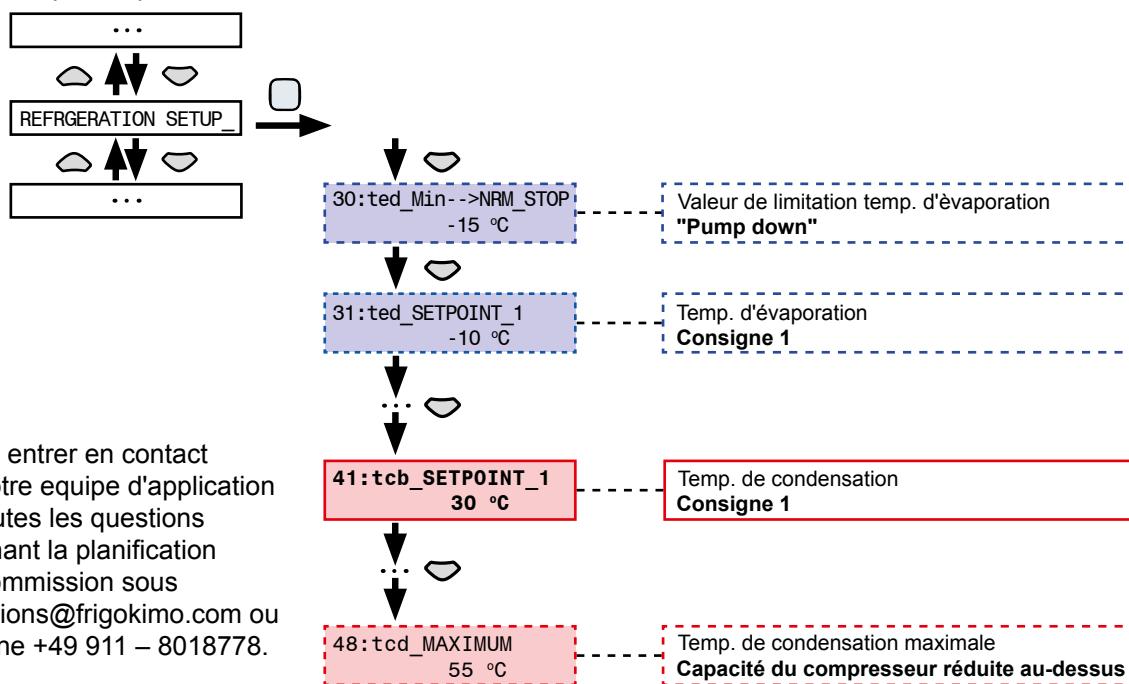 ...
REFRGERATION SETUP_
...
30:ted_Min-->NRM_STOP
-15 °C
Valeur de limitation temp. d'èvaporation
"Pump down"
31:ted_SETPOINT_1
-10 °C
Temp. d'évaporation
Consigne 1
...
41:tcb_SETPOINT_1
30 °C
Temp. de condensation
Consigne 1
...
48:tcd_MAXIMUM
55 °C
Temp. de condensation maximale
Capacité du compresseur réduite au-dessus
entrer en contact
otre equipe d'application
utes les questions
nant la planification
ommission sous
tions@frigokimo.com ou
ne +49 911 – 8018778.